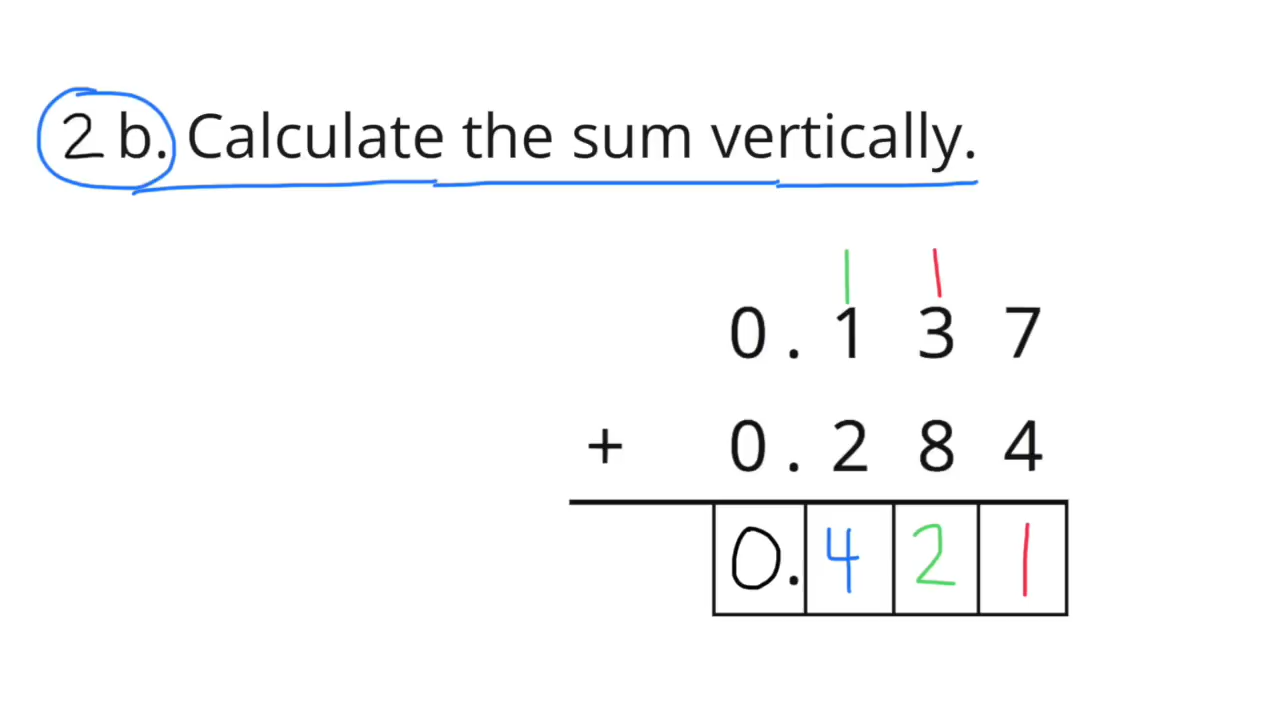 2 b. Calculate the sum vertically.
1 1
0 . 1 3 7
+ 0 . 2 8 4
0 . 4 2 1